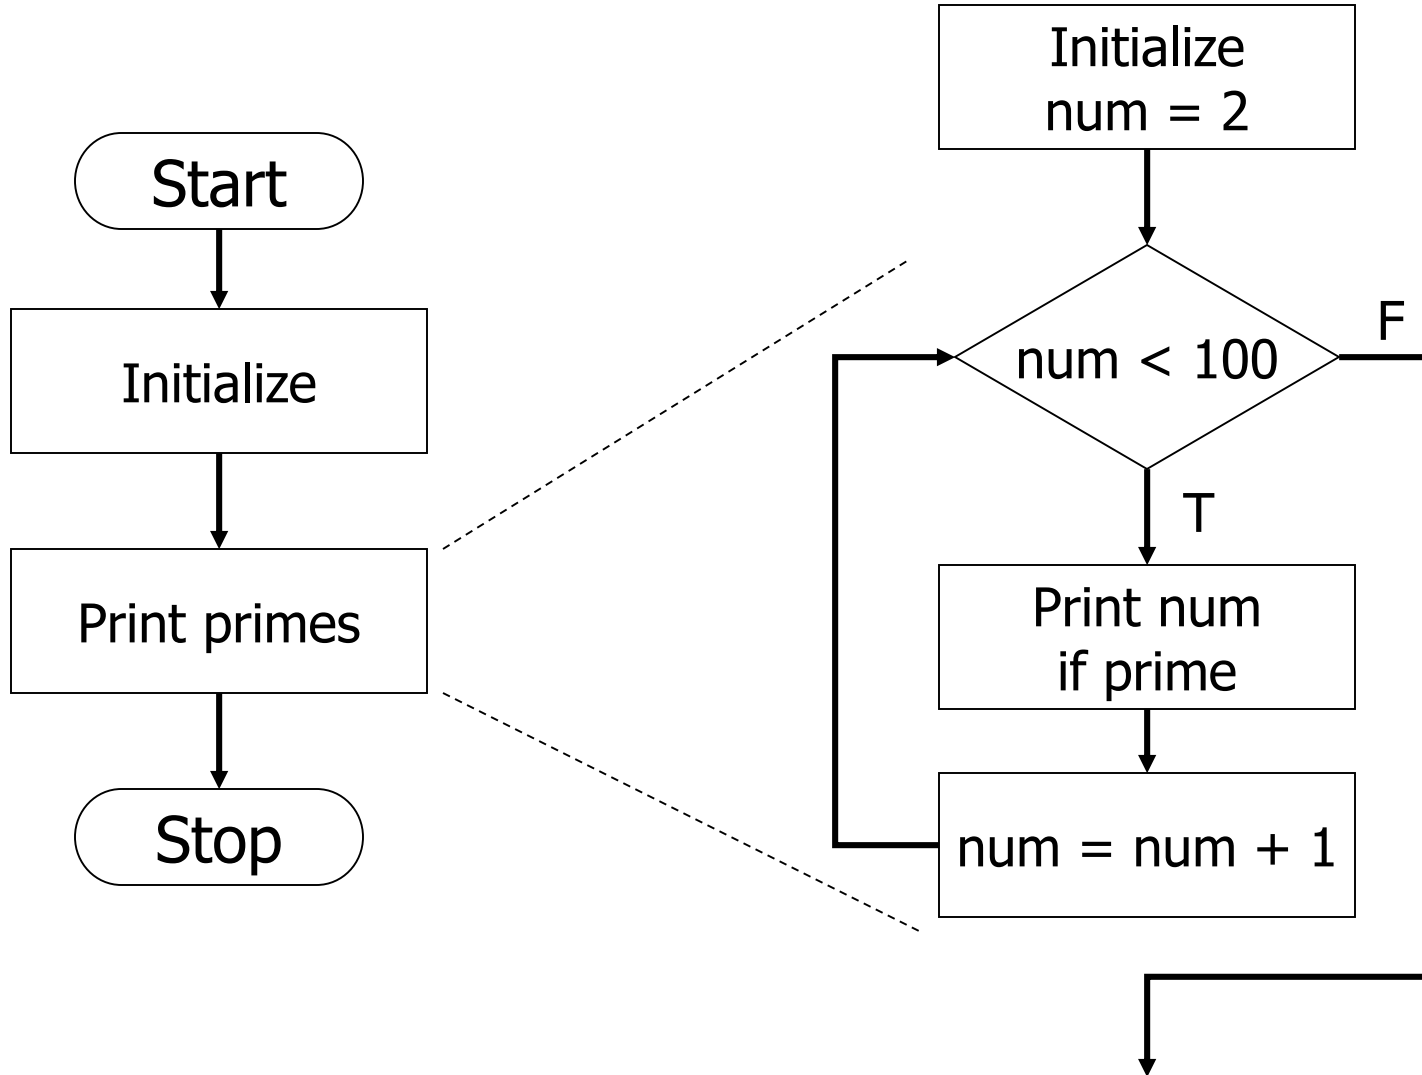 Start
Initialize
Print primes
Stop
Initialize
num = 2
num < 100
F
T
Print num
if prime
num = num + 1